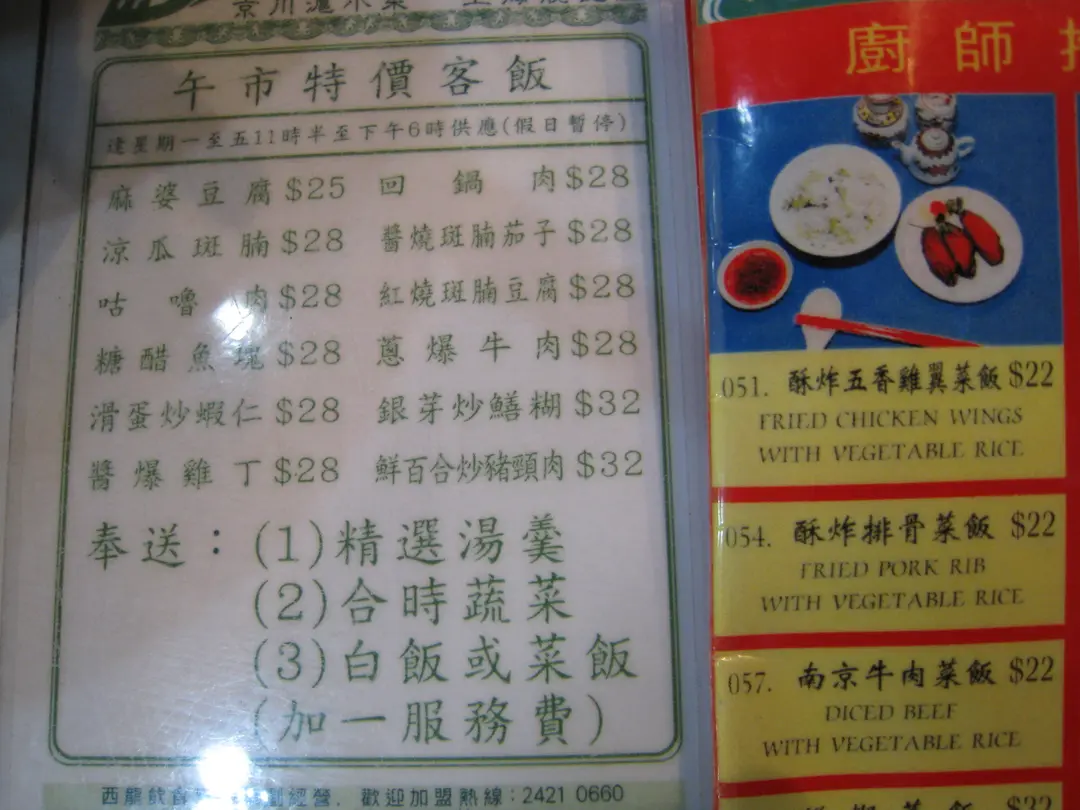 午市特價客飯
逢星期一至五11時半至下午6時供應(假日暫停)
麻婆豆腐$25 回鍋肉$28
涼瓜斑腩$28 醬燒斑腩茄子$28
咕嚕肉$28 紅燒斑腩豆腐$28
糖醋魚塊$28 蔥爆牛肉$28
滑蛋炒蝦仁$28 銀芽炒鱔糊$32
醬爆雞丁$28 鮮百合炒豬頸肉$32
奉送：(1)精選湯羹
(2)合時蔬菜
(3)白飯或菜飯
(加一服務費)
歡迎加盟熱線：2421 0660
廚師
051. 酥炸五香雞翼菜飯 $22
FRIED CHICKEN WINGS
WITH VEGETABLE RICE
054. 酥炸排骨菜飯 $22
FRIED PORK RIB
WITH VEGETABLE RICE
057. 南京牛肉菜飯 $22
DICED BEEF
WITH VEGETABLE RICE